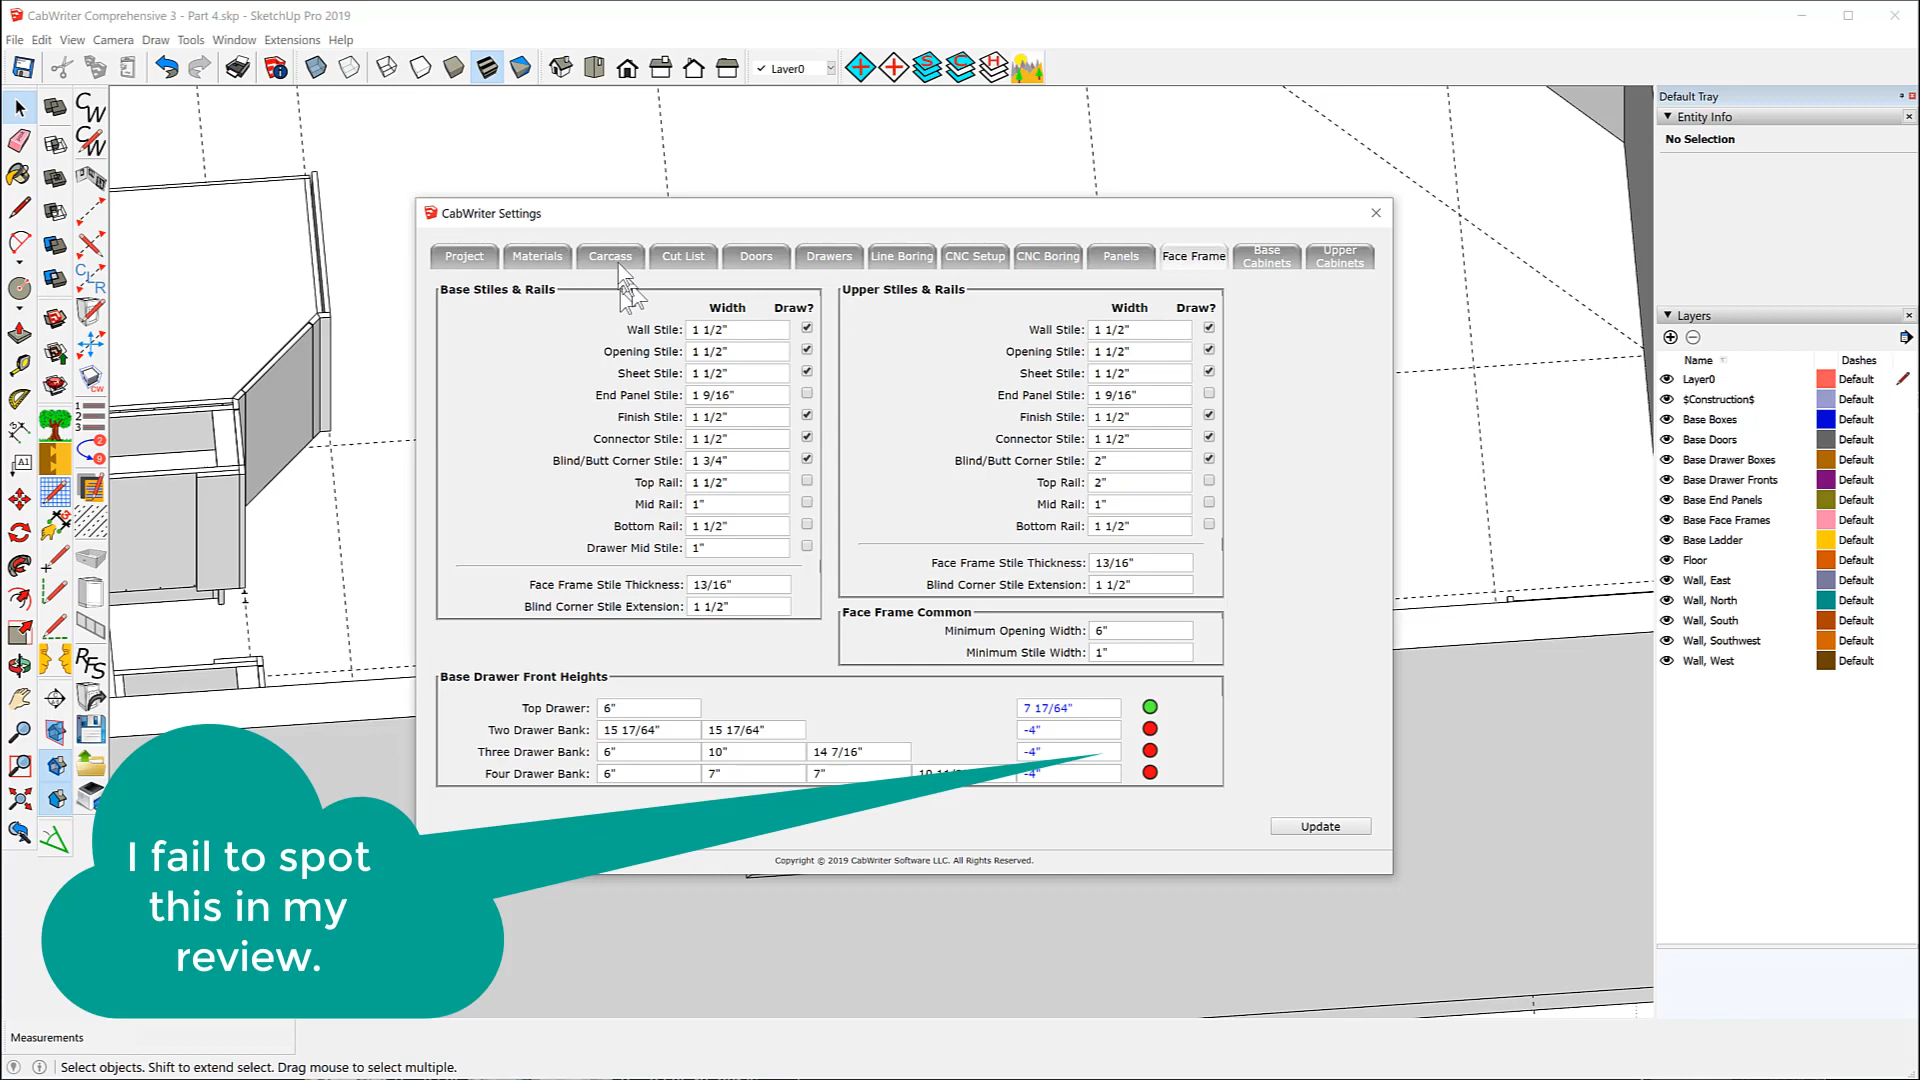 CabWriter Comprehensive 3 - Part 4.skp - SketchUp Pro 2019
File Edit View Camera Draw Tools Window Extensions Help
Layer0
S C H
Default Tray
Entity Info
No Selection
CabWriter Settings
Project Materials Carcass Cut List Doors Drawers Line Boring CNC Setup CNC Boring Panels Face Frame Base Cabinets Upper Cabinets
Base Stiles & Rails
Width Draw?
Wall Stile: 1 1/2"
Opening Stile: 1 1/2"
Sheet Stile: 1 1/2"
End Panel Stile: 1 9/16"
Finish Stile: 1 1/2"
Connector Stile: 1 1/2"
Blind/Butt Corner Stile: 1 3/4"
Top Rail: 1 1/2"
Mid Rail: 1"
Bottom Rail: 1 1/2"
Drawer Mid Stile: 1"
Face Frame Stile Thickness: 13/16"
Blind Corner Stile Extension: 1 1/2"
Upper Stiles & Rails
Width Draw?
Wall Stile: 1 1/2"
Opening Stile: 1 1/2"
Sheet Stile: 1 1/2"
End Panel Stile: 1 9/16"
Finish Stile: 1 1/2"
Connector Stile: 1 1/2"
Blind/Butt Corner Stile: 2"
Top Rail: 2"
Mid Rail: 1"
Bottom Rail: 1 1/2"
Face Frame Stile Thickness: 13/16"
Blind Corner Stile Extension: 1 1/2"
Face Frame Common
Minimum Opening Width: 6"
Minimum Stile Width: 1"
Base Drawer Front Heights
Top Drawer: 6" 7 17/64"
Two Drawer Bank: 15 17/64" 15 17/64" -4"
Three Drawer Bank: 6" 10" 14 7/16" -4"
Four Drawer Bank: 6" 7" 7" -4"
Update
Copyright © 2019 CabWriter Software LLC. All Rights Reserved.
Layers
Name Dashes
Layer0 Default
$Construction$ Default
Base Boxes Default
Base Doors Default
Base Drawer Boxes Default
Base Drawer Fronts Default
Base End Panels Default
Base Face Frames Default
Base Ladder Default
Floor Default
Wall, East Default
Wall, North Default
Wall, South Default
Wall, Southwest Default
Wall, West Default
CW
CW
CLR
CW
1
2
3
2
9
A1
RFS
I fail to spot
this in my
review.
Measurements
Select objects. Shift to extend select. Drag mouse to select multiple.